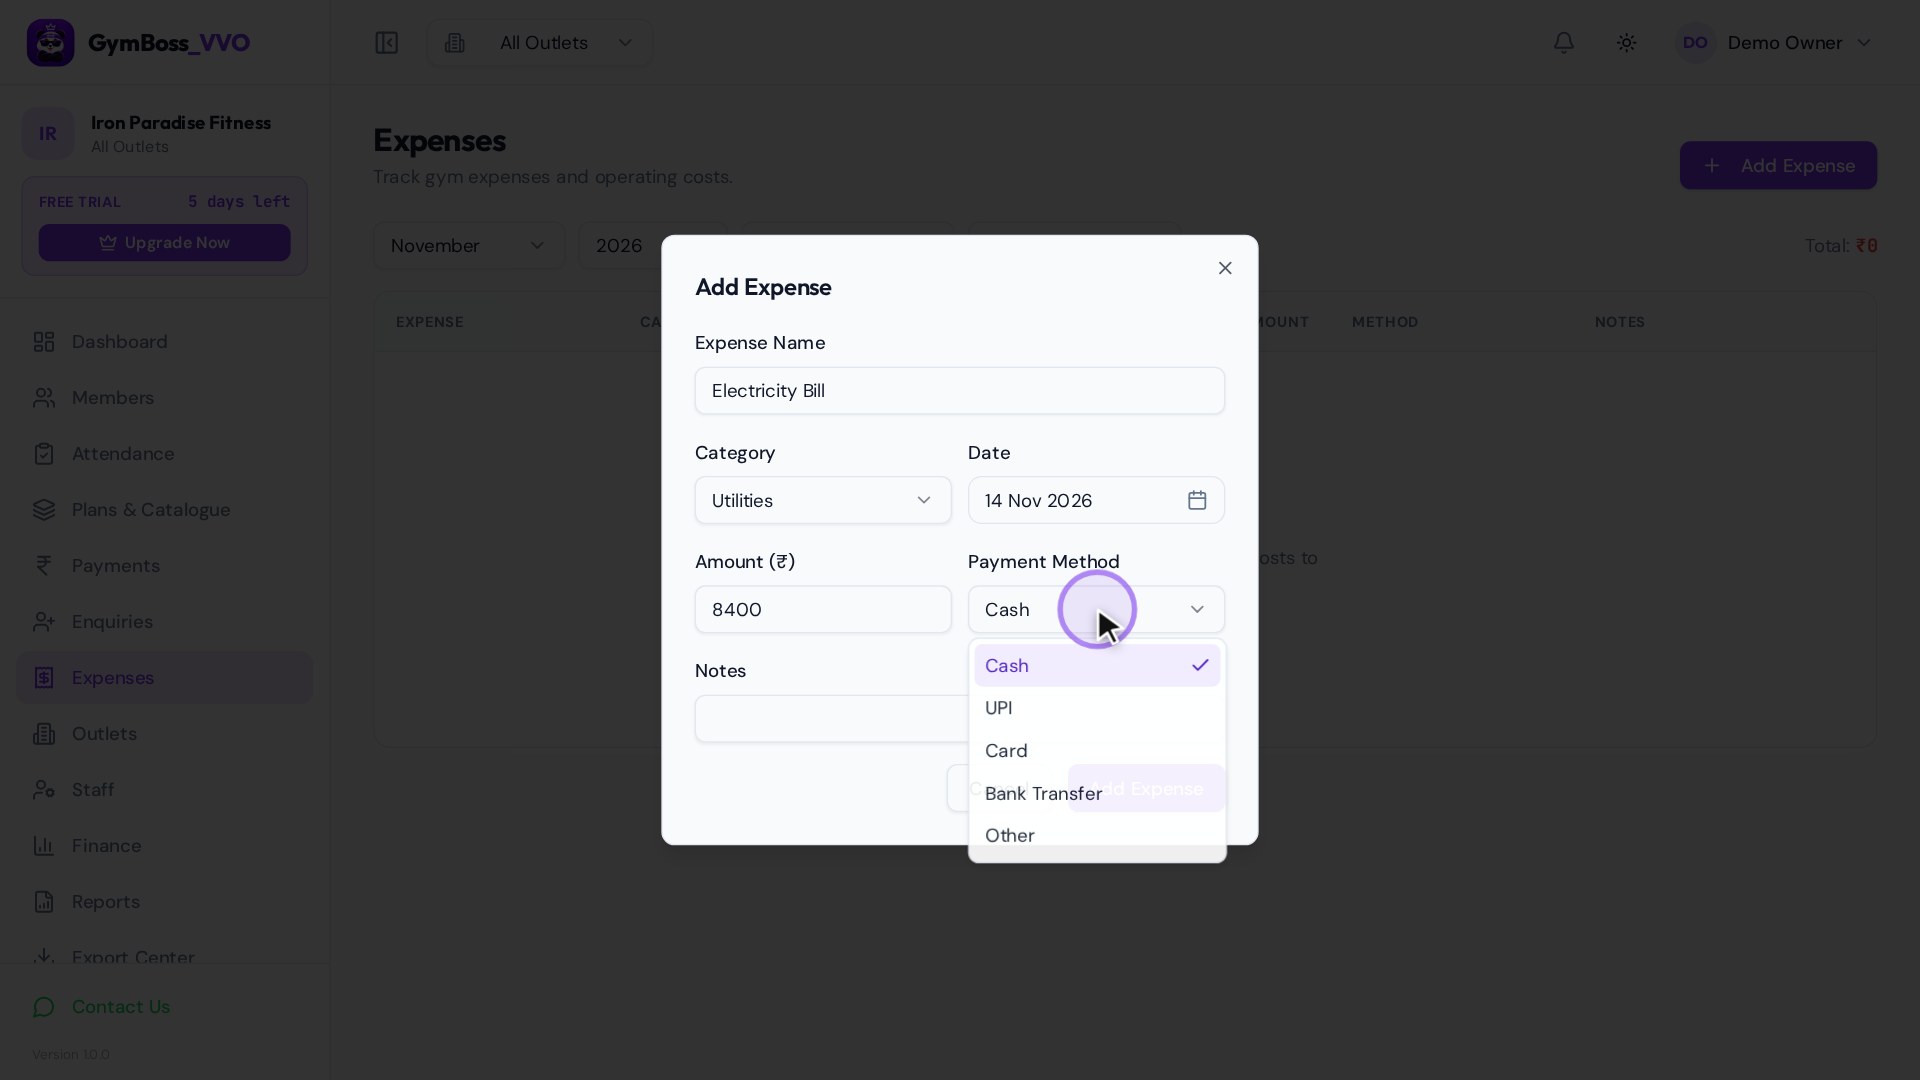 GymBoss_VVO
All Outlets
DO Demo Owner
IR
Iron Paradise Fitness
All Outlets
FREE TRIAL 5 days left
Upgrade Now
Dashboard
Members
Attendance
Plans & Catalogue
Payments
Enquiries
Expenses
Outlets
Staff
Finance
Reports
Export Center
Contact Us
Version 1.0.0
Expenses
Track gym expenses and operating costs.
Add Expense
November
2026
Total: ₹0
EXPENSE
METHOD
NOTES
costs to
Add Expense
Expense Name
Electricity Bill
Category
Utilities
Date
14 Nov 2026
Amount (₹)
8400
Payment Method
Cash
Notes
Cash
UPI
Card
Bank Transfer
Other
Add Expense